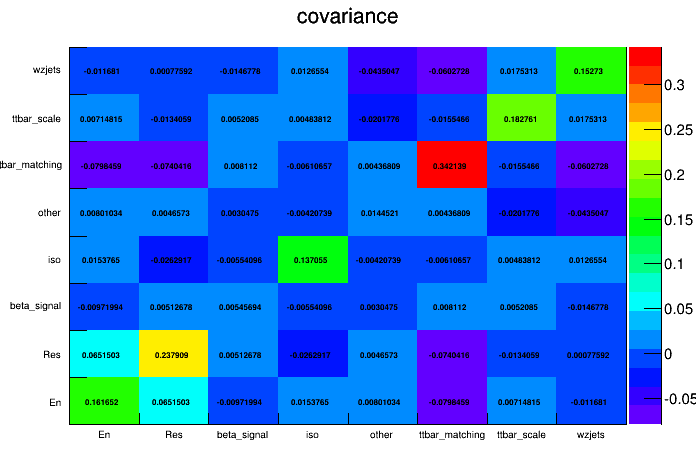 covariance
wzjets -0.011681 0.00077592 -0.0146778 0.0126554 -0.0435047 -0.0602728 0.0175313 0.15273
ttbar_scale 0.00714815 -0.0134059 0.0052085 0.00483812 -0.0201776 -0.0155466 0.182761 0.0175313
tbar_matching -0.0798459 -0.0740416 0.008112 -0.00610657 0.00436809 0.342139 -0.0155466 -0.0602728
other 0.00801034 0.0046573 0.0030475 -0.00420739 0.0144521 0.00436809 -0.0201776 -0.0435047
iso 0.0153765 -0.0262917 -0.00554096 0.137055 -0.00420739 -0.00610657 0.00483812 0.0126554
beta_signal -0.00971994 0.00512678 0.00545694 -0.00554096 0.0030475 0.008112 0.0052085 -0.0146778
Res 0.0651503 0.237909 0.00512678 -0.0262917 0.0046573 -0.0740416 -0.0134059 0.00077592
En 0.161652 0.0651503 -0.00971994 0.0153765 0.00801034 -0.0798459 0.00714815 -0.011681
En Res beta_signal iso other ttbar_matching ttbar_scale wzjets
0.3
0.25
0.2
0.15
0.1
0.05
0
-0.05